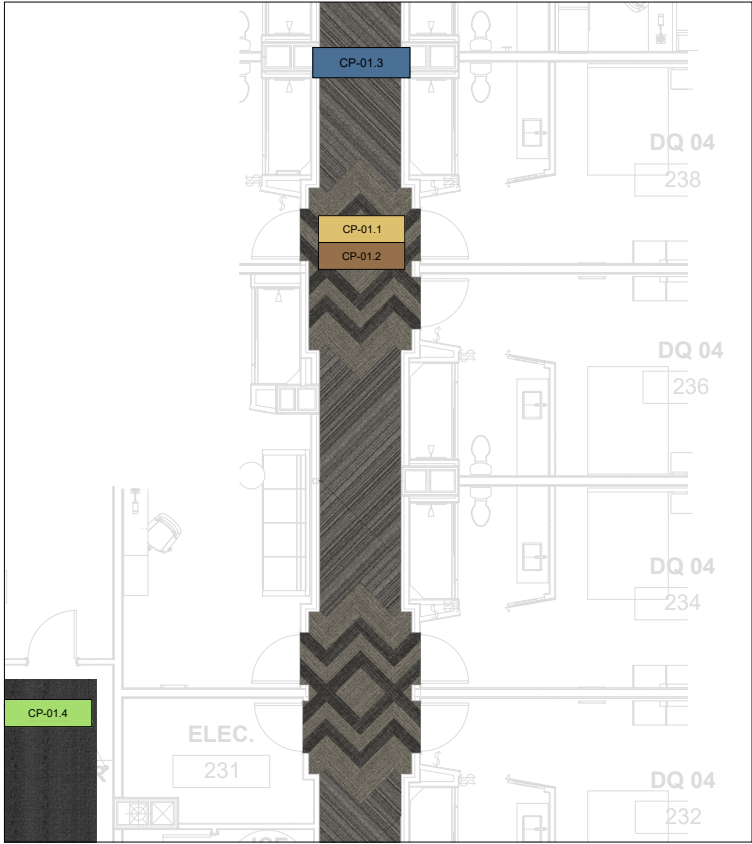 CP-01.3
DQ 04
238
CP-01.1
CP-01.2
DQ 04
236
DQ 04
234
CP-01.4
ELEC.
231
DQ 04
232